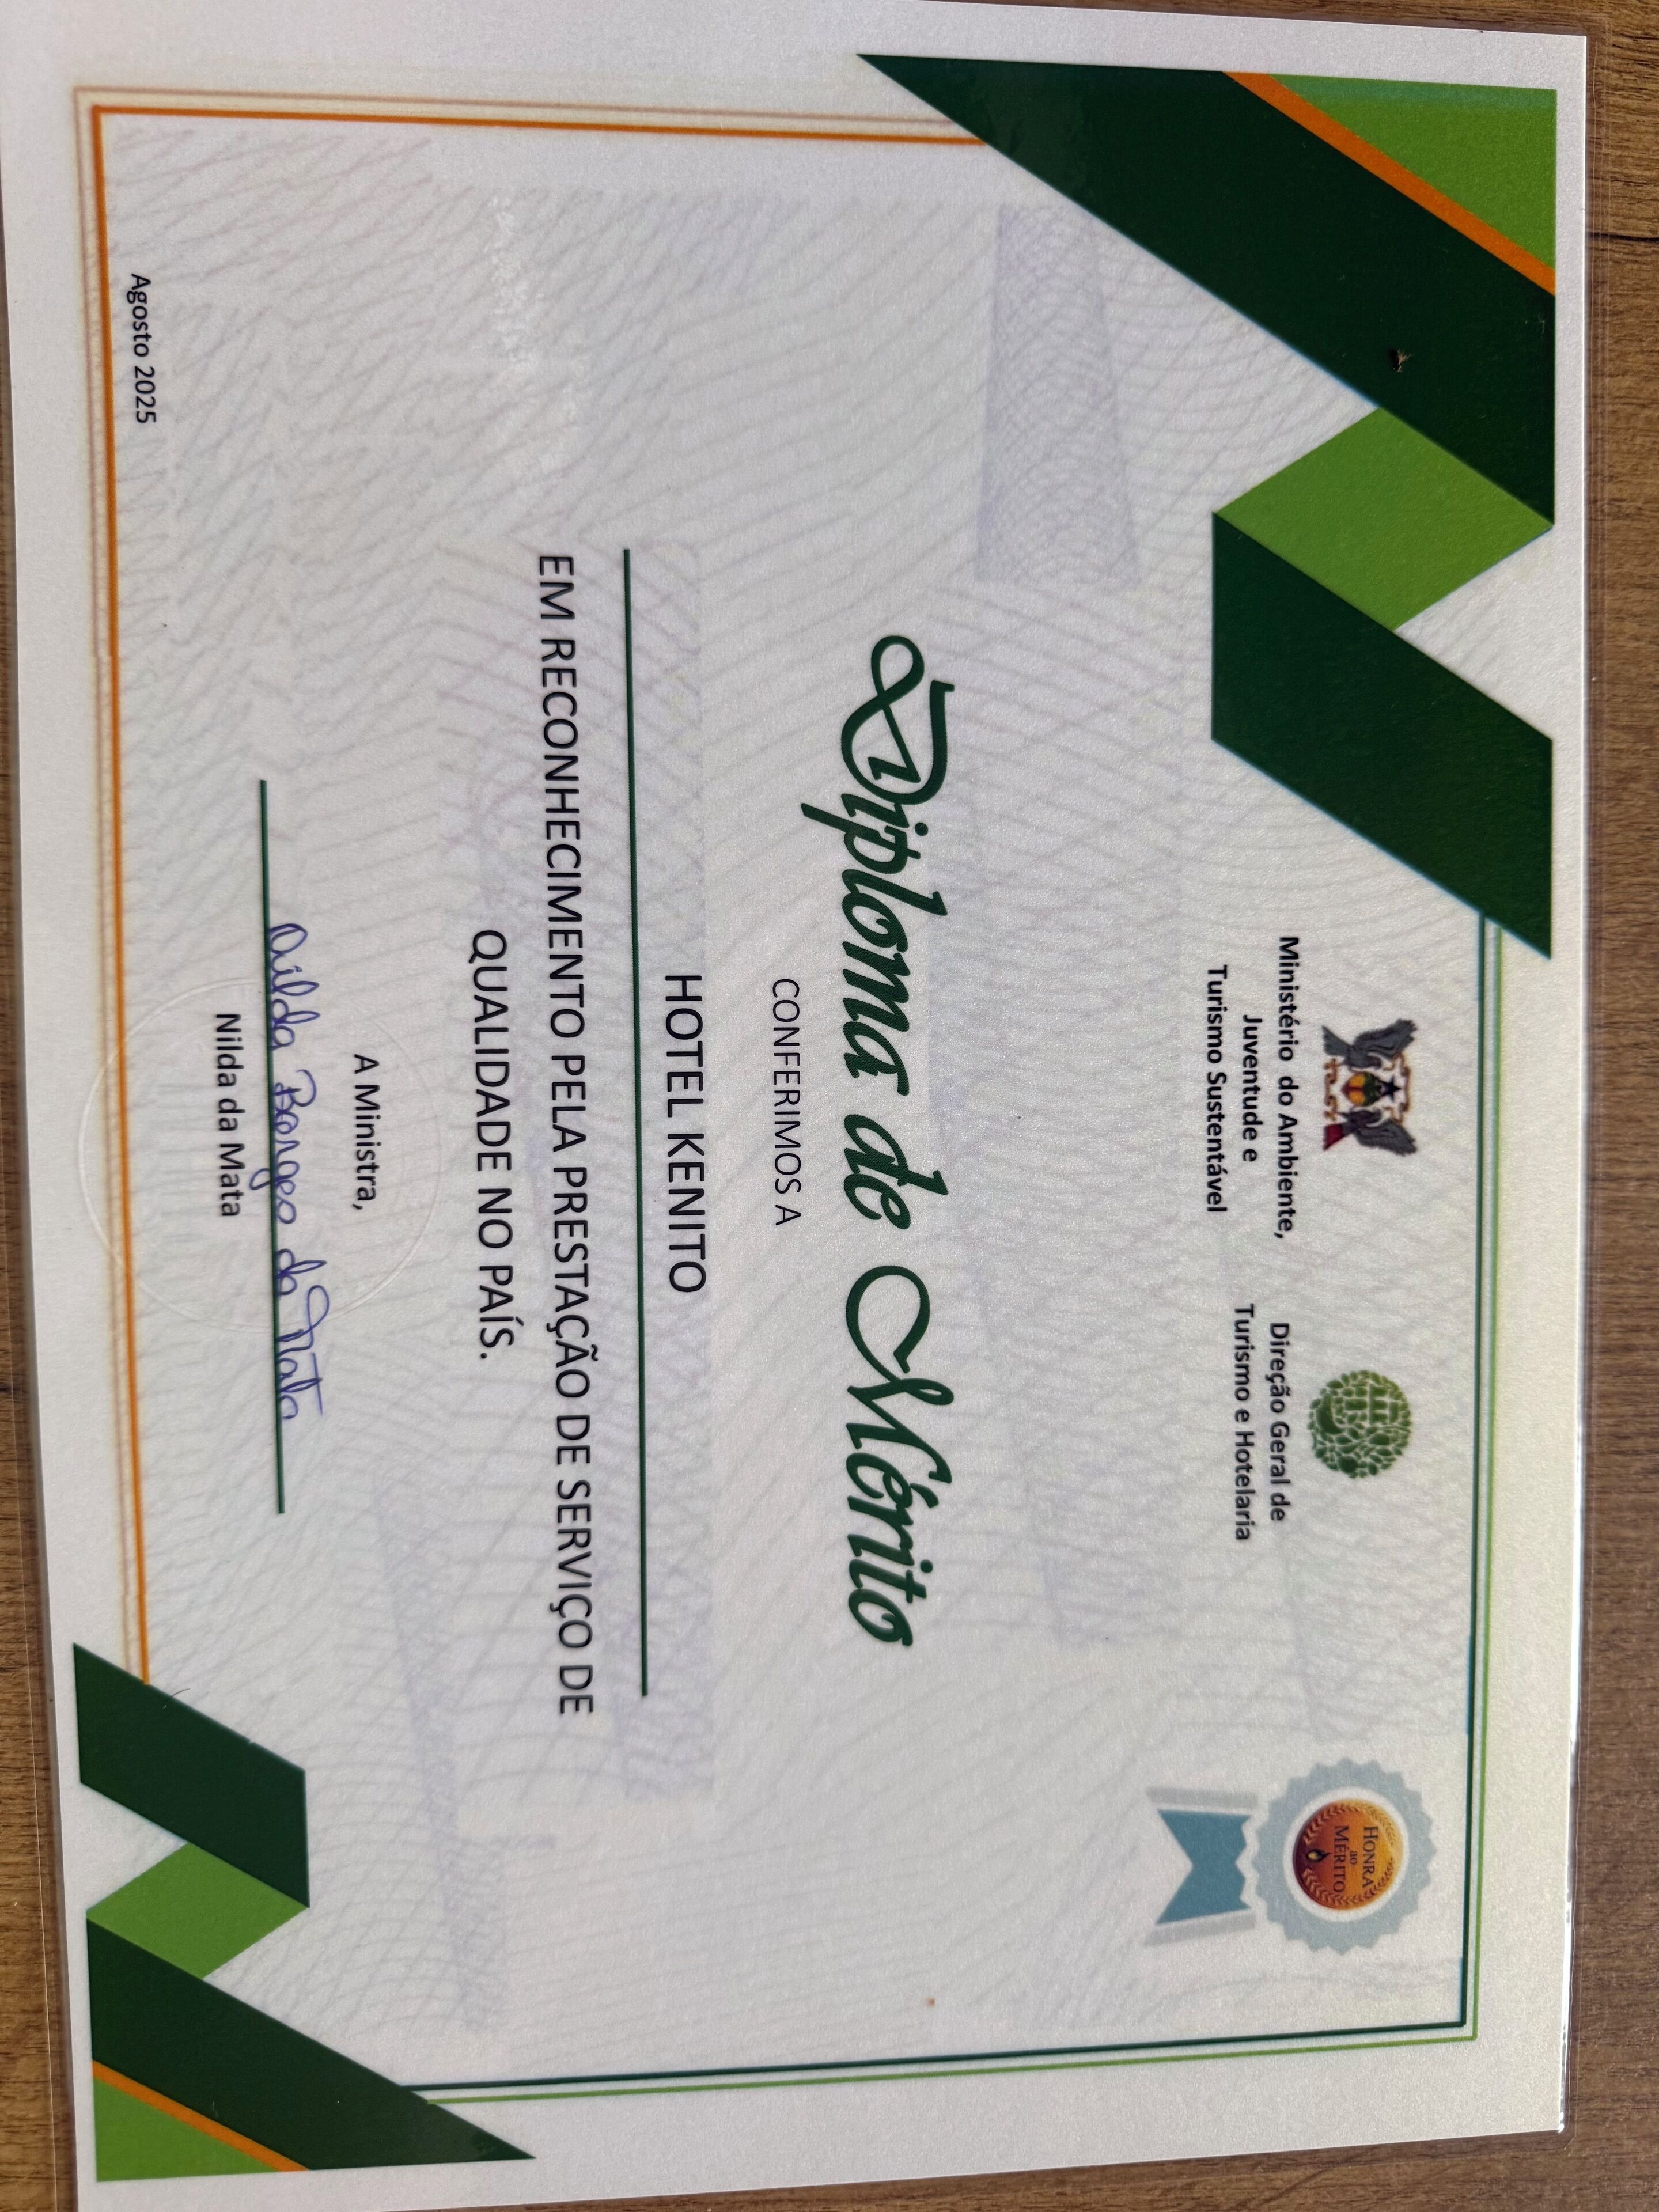 Ministério do Ambiente,
Juventude e
Turismo Sustentável
Direção Geral de
Turismo e Hotelaria
HONRA
ao
MÉRITO
Diploma de Mérito
CONFERIMOS A
HOTEL KENITO
EM RECONHECIMENTO PELA PRESTAÇÃO DE SERVIÇO DE
QUALIDADE NO PAÍS.
A Ministra,
Nilda Borges da Mata
Nilda da Mata
Agosto 2025